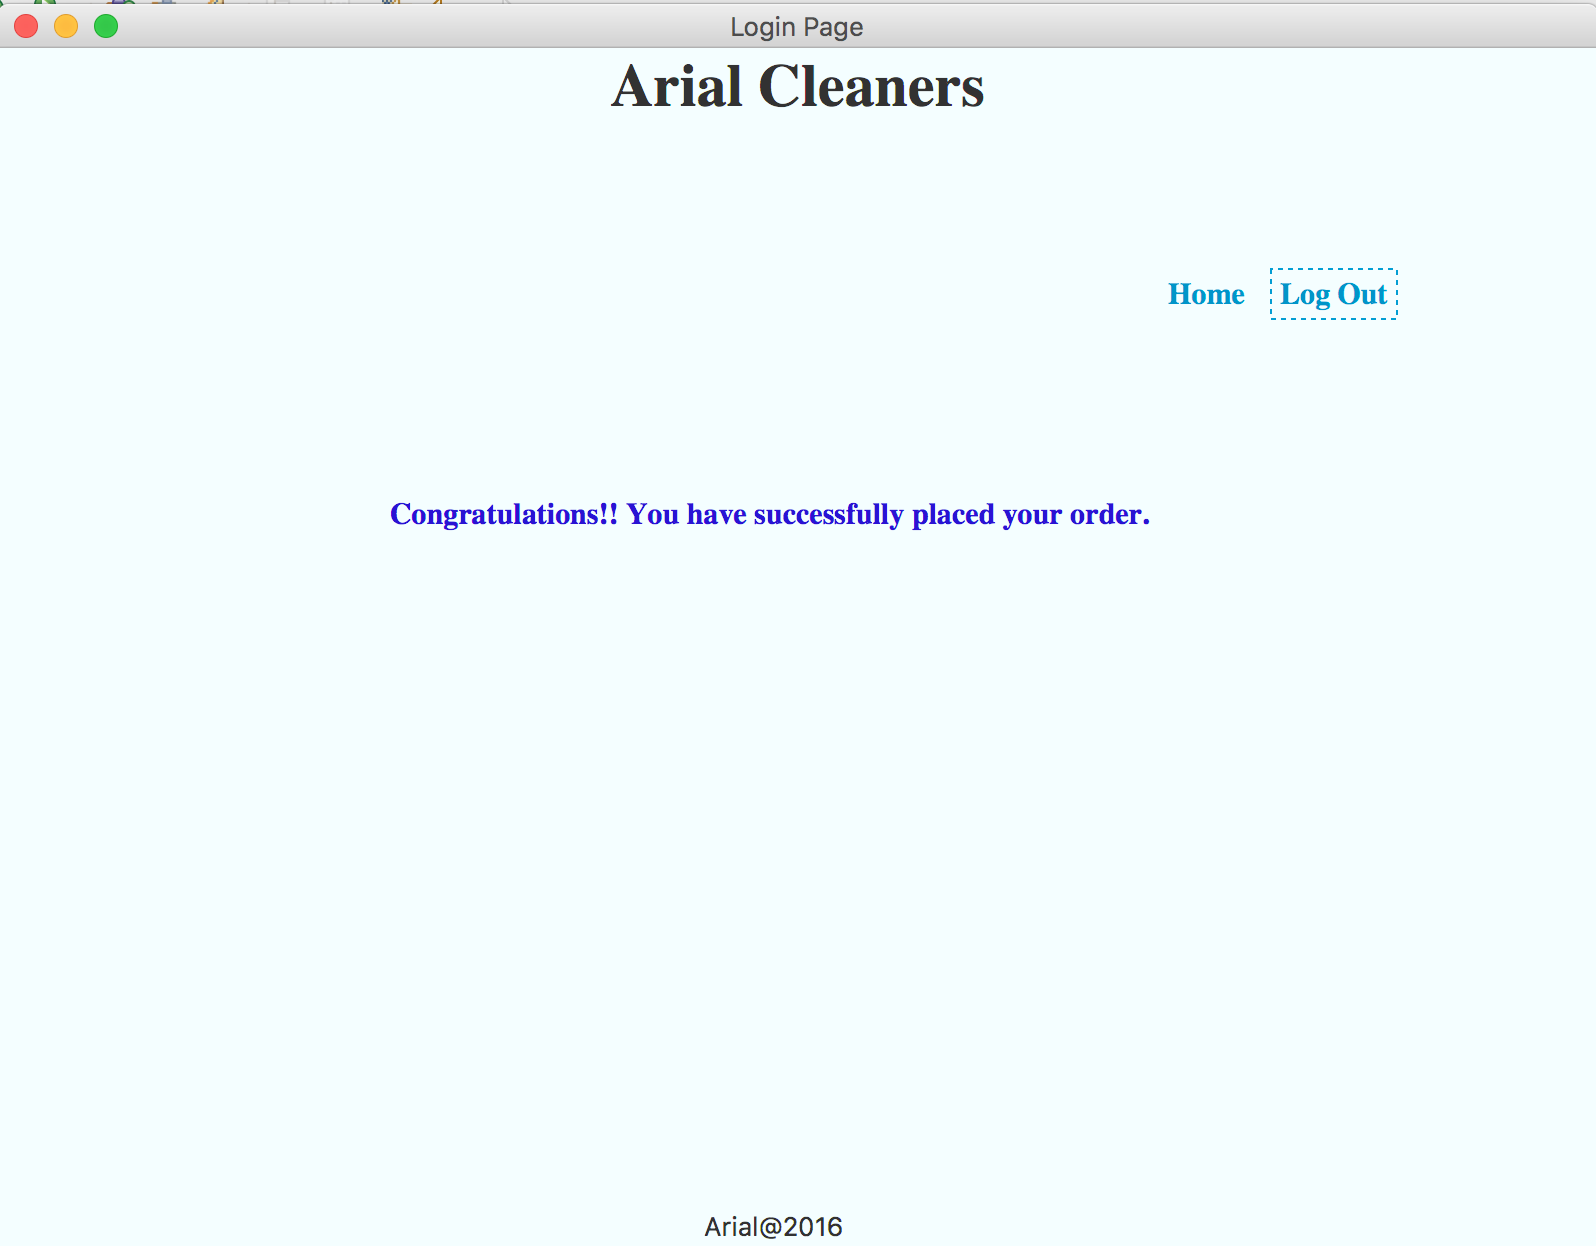 Login Page
Arial Cleaners
Home Log Out
Congratulations!! You have successfully placed your order.
Arial@2016